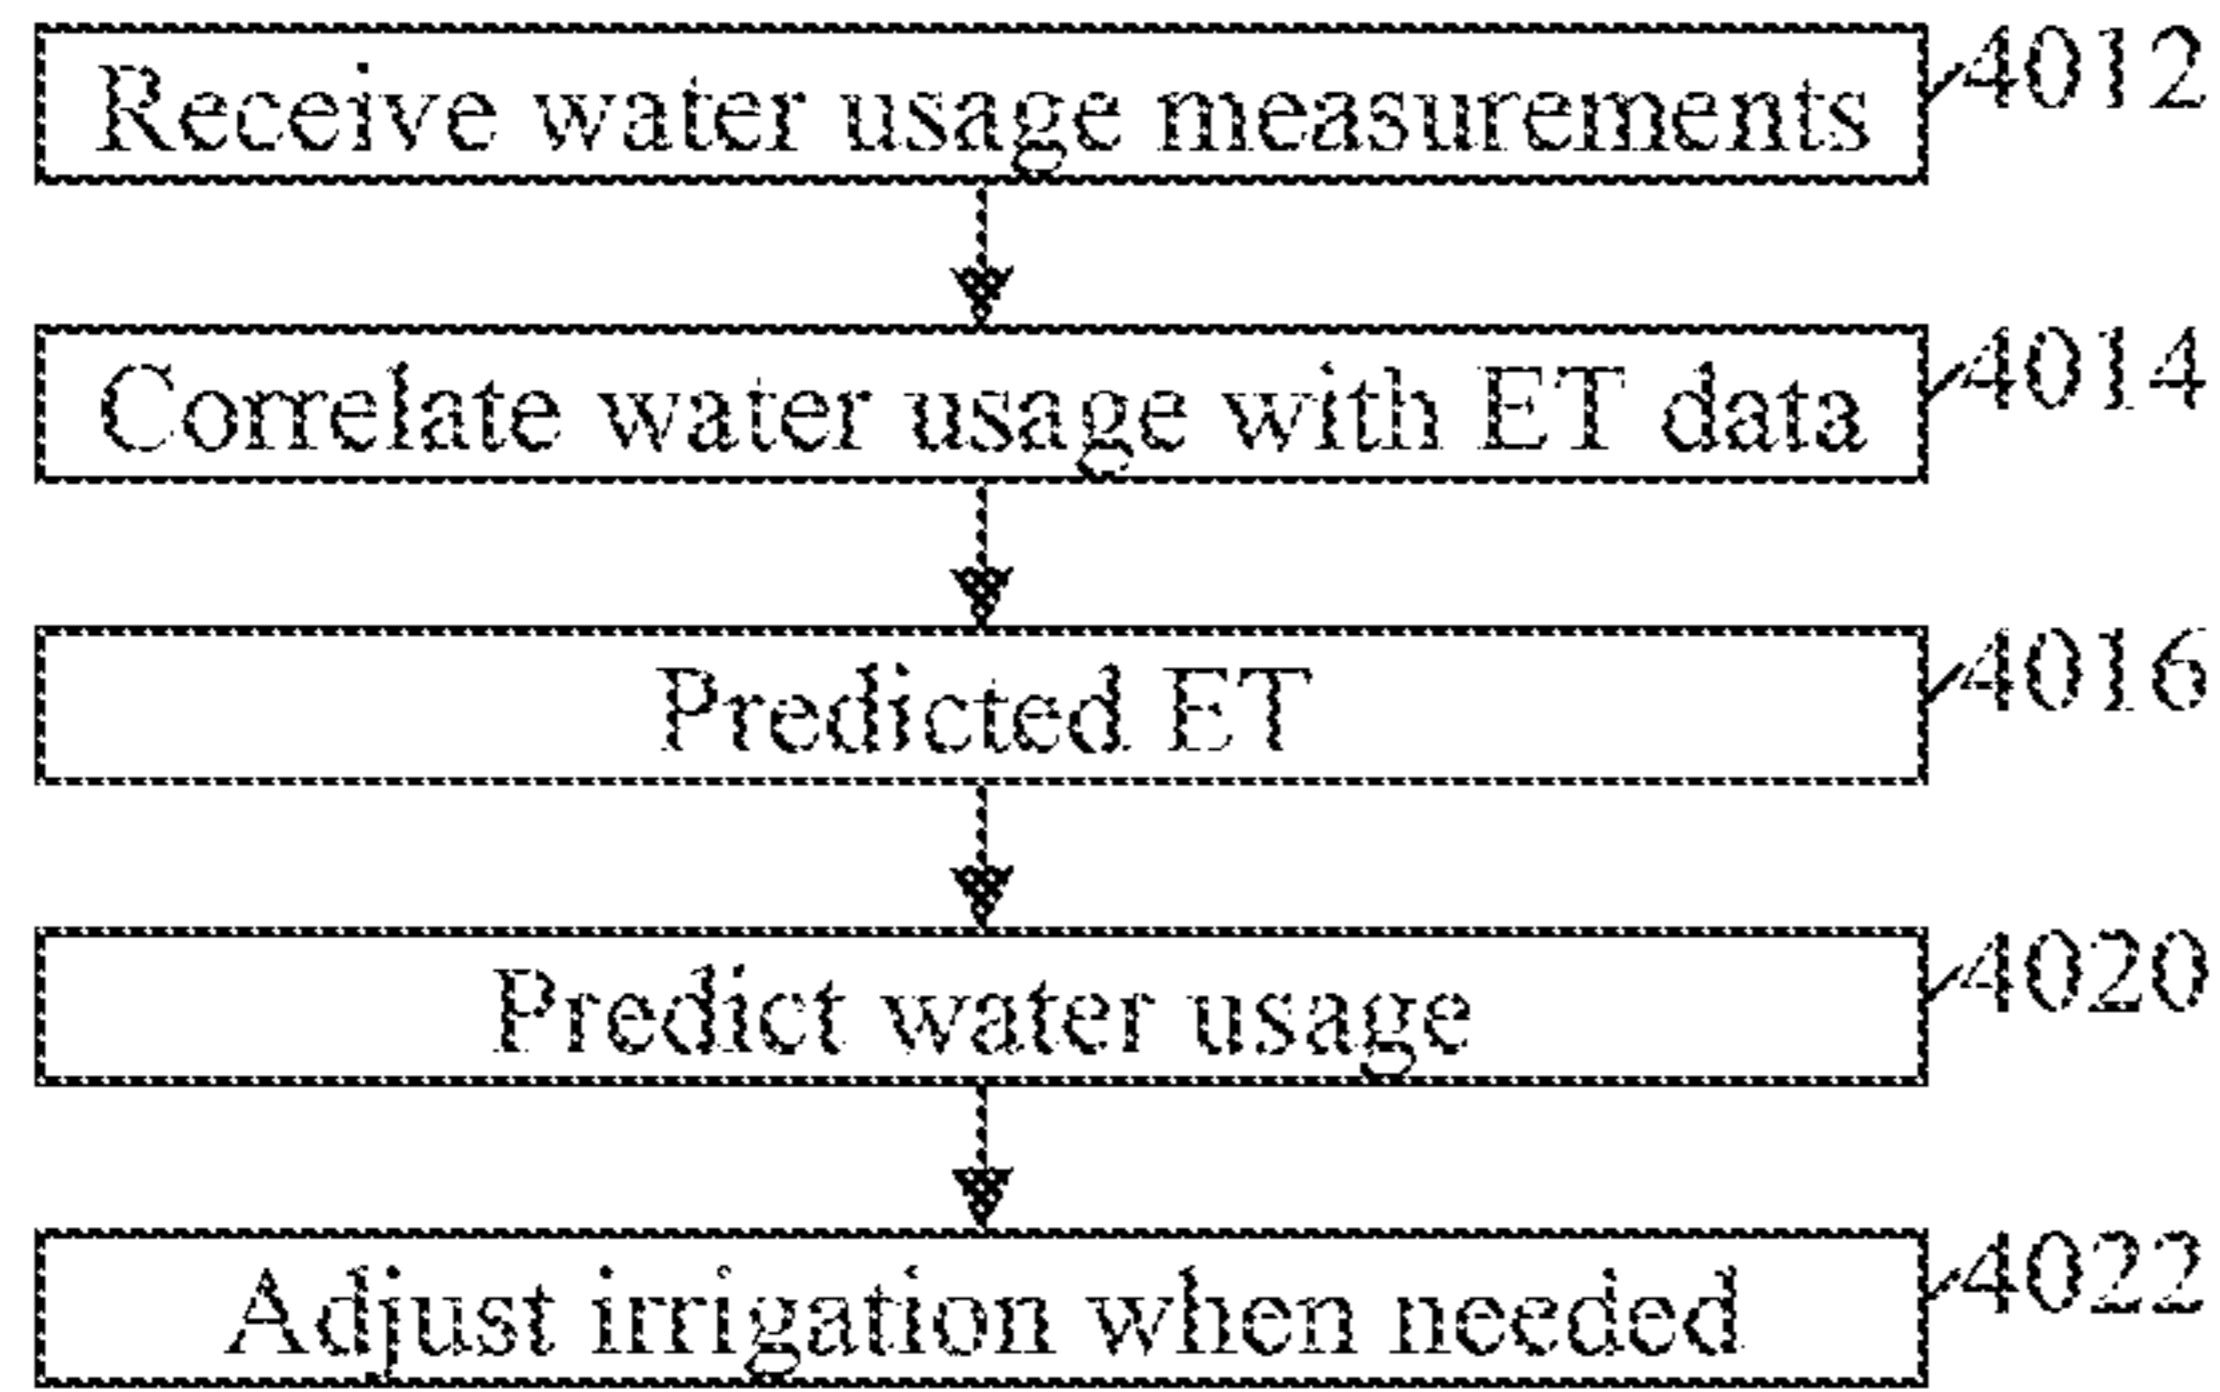 Receive water usage measurements 4012
Correlate water usage with ET data 4014
Predicted ET 4016
Predict water usage 4020
Adjust irrigation when needed 4022